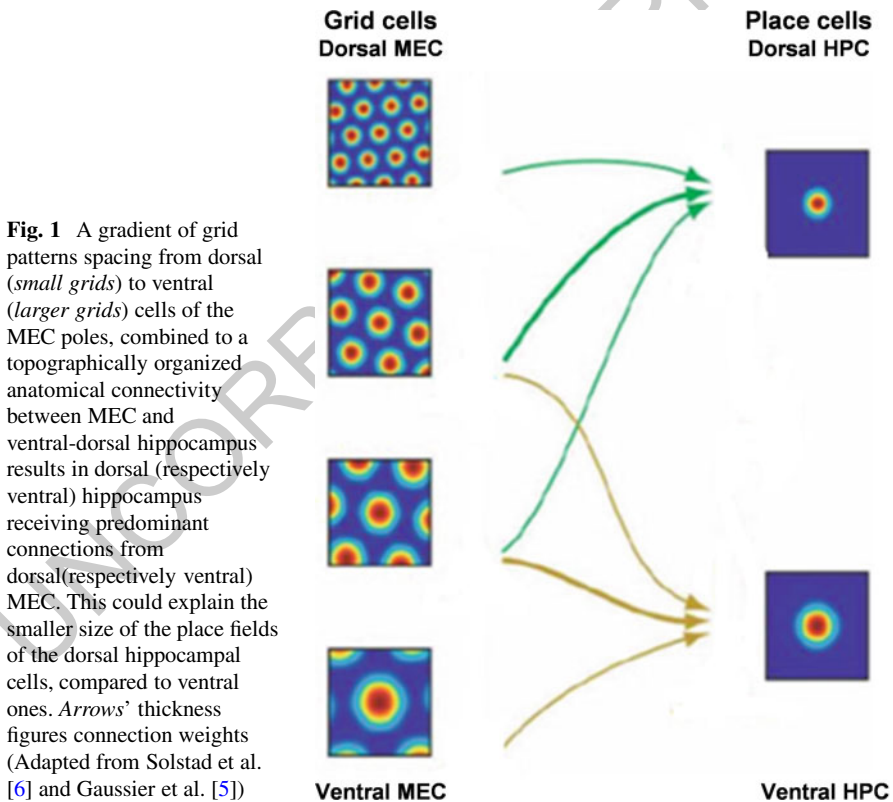 Grid cells
Dorsal MEC
Place cells
Dorsal HPC
Fig. 1 A gradient of grid
patterns spacing from dorsal
(small grids) to ventral
(larger grids) cells of the
MEC poles, combined to a
topographically organized
anatomical connectivity
between MEC and
ventral-dorsal hippocampus
results in dorsal (respectively
ventral) hippocampus
receiving predominant
connections from
dorsal(respectively ventral)
MEC. This could explain the
smaller size of the place fields
of the dorsal hippocampal
cells, compared to ventral
ones. Arrows’ thickness
figures connection weights
(Adapted from Solstad et al.
[6] and Gaussier et al. [5])
Ventral MEC
Ventral HPC
UNCORR